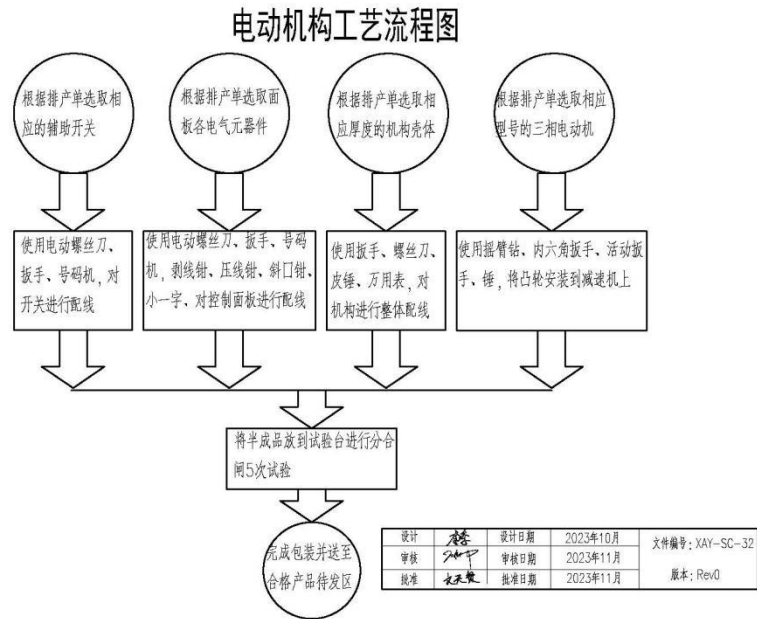 电动机构工艺流程图
根据排产单选取相
应的辅助开关
根据排产单选取面
板各电气元器件
根据排产单选取相
应厚度的机构壳体
根据排产单选取相应
型号的三相电动机
使用电动螺丝刀、
扳手、号码机,对
开关进行配线
使用电动螺丝刀、扳手、号码
机,剥线钳、压线钳、斜口钳、
小一字、对控制面板进行配线
使用扳手、螺丝刀、
皮锤、万用表,对
机构进行整体配线
使用摇臂钻、内六角扳手、活动扳
手、锤,将凸轮安装到减速机上
将半成品放到试验台进行分合
闸5次试验
完成包装并送至
合格产品待发区
设计 设计日期 2023年10月
审核 审核日期 2023年11月
批准 批准日期 2023年11月
文件编号:XAY-SC-32
版本:Rev0